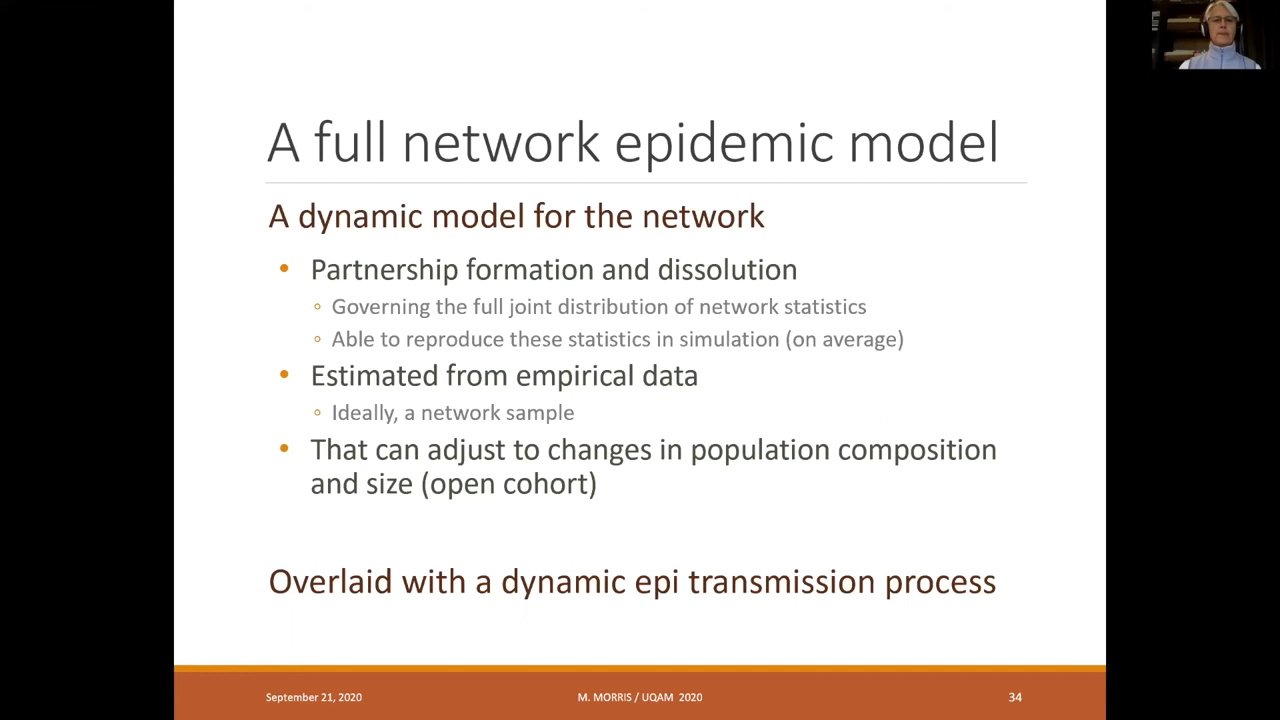 A full network epidemic model
A dynamic model for the network
• Partnership formation and dissolution
◦ Governing the full joint distribution of network statistics
◦ Able to reproduce these statistics in simulation (on average)
• Estimated from empirical data
◦ Ideally, a network sample
• That can adjust to changes in population composition
and size (open cohort)
Overlaid with a dynamic epi transmission process
September 21, 2020
M. MORRIS / UQAM 2020
34